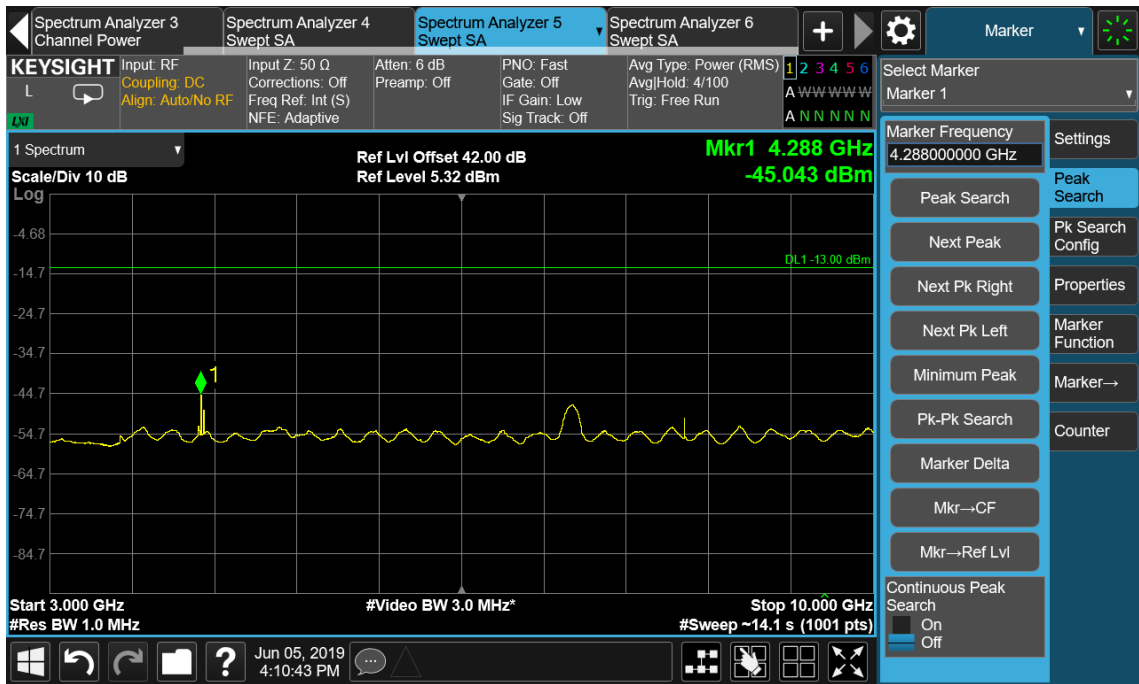 Spectrum Analyzer 3
Channel Power
Spectrum Analyzer 4
Swept SA
Spectrum Analyzer 5
Swept SA
Spectrum Analyzer 6
Swept SA
Marker
KEYSIGHT
L
LXI
Input: RF
Coupling: DC
Align: Auto/No RF
Input Z: 50 Ω
Corrections: Off
Freq Ref: Int (S)
NFE: Adaptive
Atten: 6 dB
Preamp: Off
PNO: Fast
Gate: Off
IF Gain: Low
Sig Track: Off
Avg Type: Power (RMS)
Avg|Hold: 4/100
Trig: Free Run
1 2 3 4 5 6
A W W W W W
A N N N N N
Select Marker
Marker 1
1 Spectrum
Scale/Div 10 dB
Ref Lvl Offset 42.00 dB
Ref Level 5.32 dBm
Mkr1 4.288 GHz
-45.043 dBm
Log
-4.68
-14.7
-24.7
-34.7
-44.7
-54.7
-64.7
-74.7
-84.7
DL1 -13.00 dBm
1
Start 3.000 GHz
#Res BW 1.0 MHz
#Video BW 3.0 MHz*
Stop 10.000 GHz
#Sweep ~14.1 s (1001 pts)
Marker Frequency
4.288000000 GHz
Peak Search
Next Peak
Next Pk Right
Next Pk Left
Minimum Peak
Pk-Pk Search
Marker Delta
Mkr→CF
Mkr→Ref Lvl
Continuous Peak
Search
On
Off
Settings
Peak
Search
Pk Search
Config
Properties
Marker
Function
Marker→
Counter
?
Jun 05, 2019
4:10:43 PM